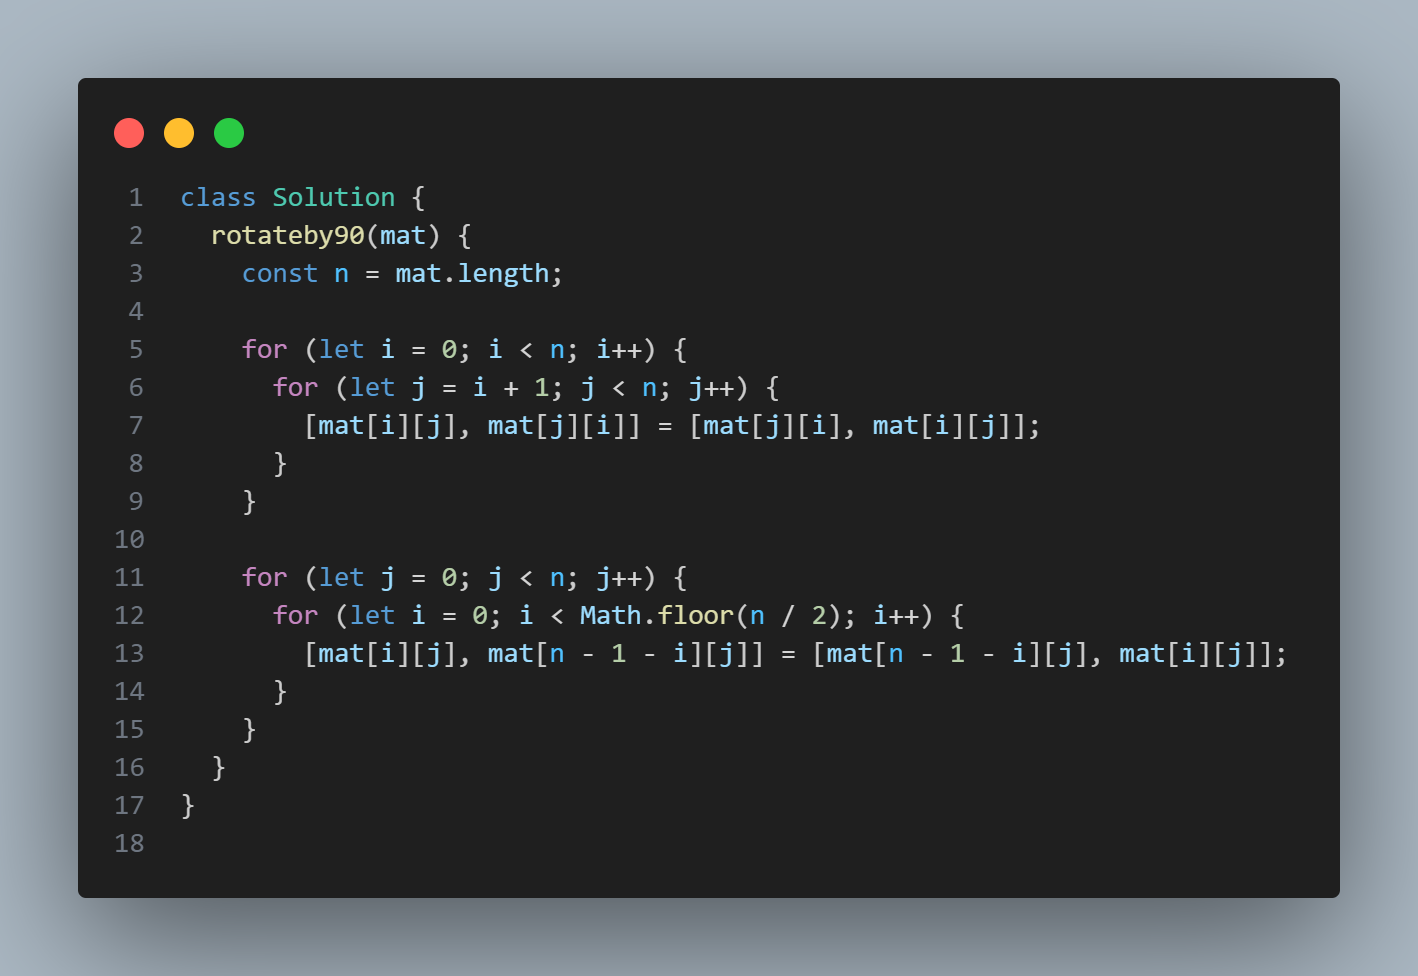 1 class Solution {
2   rotateby90(mat) {
3     const n = mat.length;
4
5     for (let i = 0; i < n; i++) {
6       for (let j = i + 1; j < n; j++) {
7         [mat[i][j], mat[j][i]] = [mat[j][i], mat[i][j]];
8       }
9     }
10
11     for (let j = 0; j < n; j++) {
12       for (let i = 0; i < Math.floor(n / 2); i++) {
13         [mat[i][j], mat[n - 1 - i][j]] = [mat[n - 1 - i][j], mat[i][j]];
14       }
15     }
16   }
17 }
18